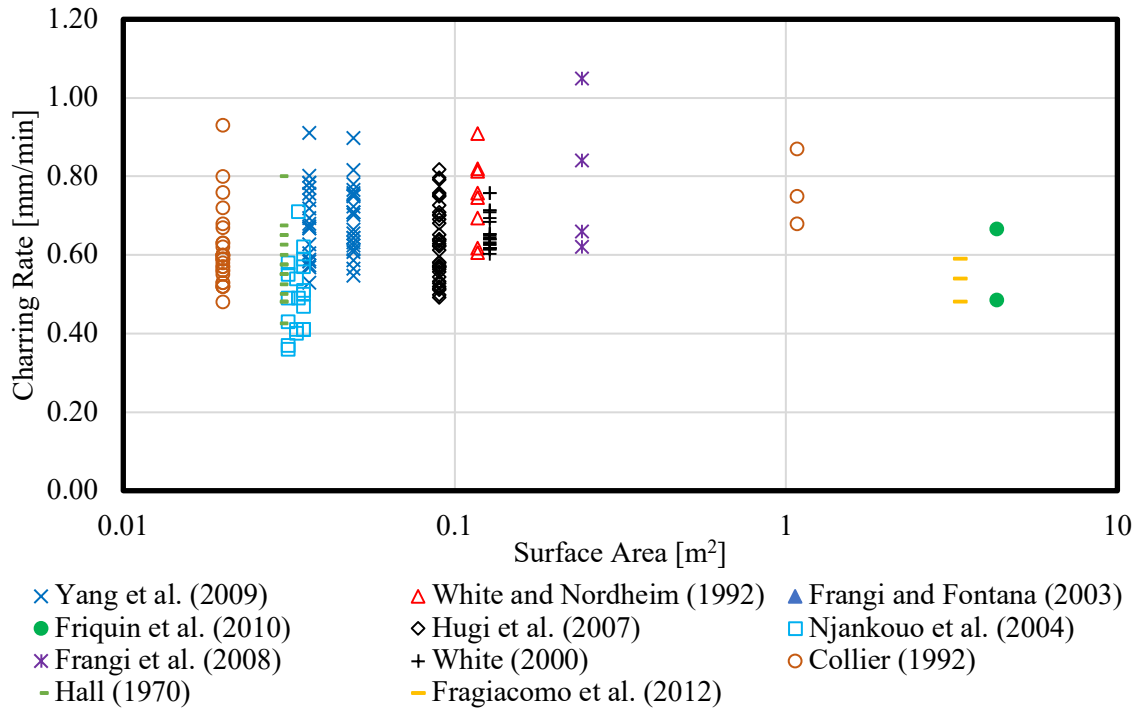 1.20
1.00
0.80
0.60
0.40
0.20
0.00
Charring Rate [mm/min]
0.01 0.1 1 10
Surface Area [m²]
Yang et al. (2009) White and Nordheim (1992) Frangi and Fontana (2003)
Friquin et al. (2010) Hugi et al. (2007) Njankouo et al. (2004)
Frangi et al. (2008) White (2000) Collier (1992)
Hall (1970) Fragiacomo et al. (2012)